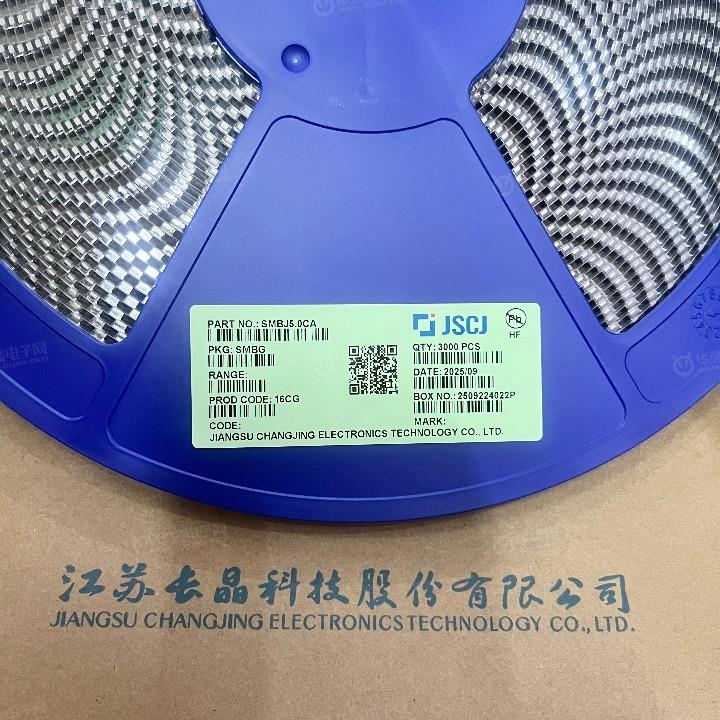 PART NO.: SMBJ5.0CA
PKG: SMBG
RANGE:
PROD CODE: 16CG
CODE:
JSCJ
Pb
HF
QTY: 3000 PCS
DATE: 2025/09
BOX NO.: 2509224022P
MARK:
JIANGSU CHANGJING ELECTRONICS TECHNOLOGY CO., LTD.
江苏长晶科技股份有限公司
JIANGSU CHANGJING ELECTRONICS TECHNOLOGY CO., LTD.